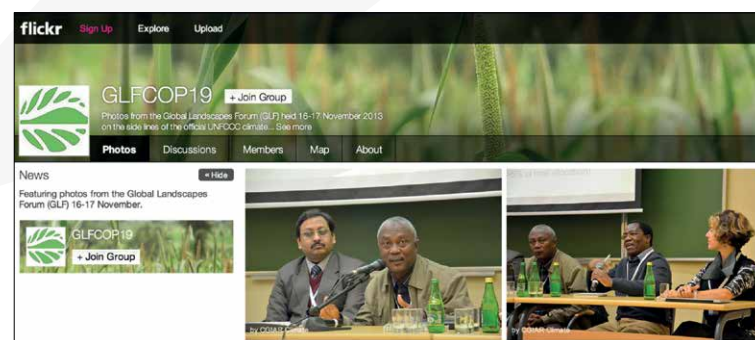 flickr Sign Up Explore Upload
GLFCOP19 + Join Group
Photos from the Global Landscapes Forum (GLF) held 16-17 November 2013
on the side lines of the official UNFCCC climate... See more
Photos Discussions Members Map About
News « Hide
Featuring photos from the Global Landscapes
Forum (GLF) 16-17 November.
GLFCOP19
+ Join Group
by CGIAR Climate
by CGIAR Climate